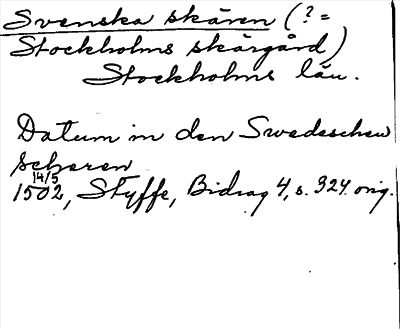 Svenska skären (? =
Stockholms skärgård)
Stockholms län.
Datum in den Swedeschen
scheren
14/5
1502, Styffe, Bidrag 4, s. 324 orig.